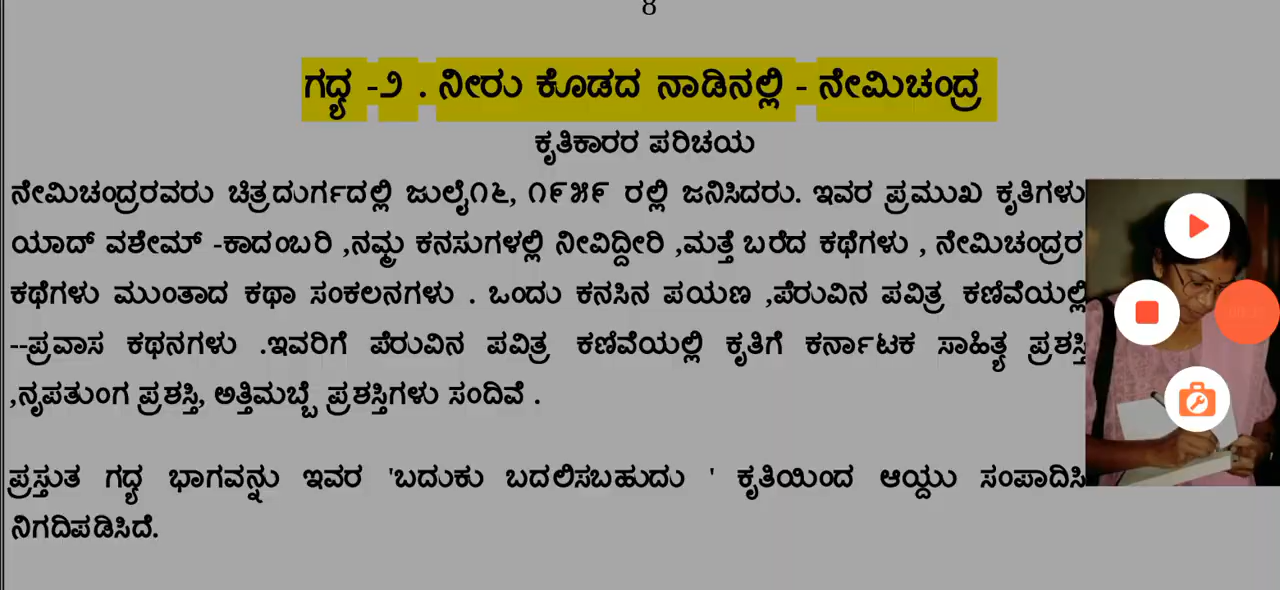 8
ಗದ್ಯ -೨ . ನೀರು ಕೊಡದ ನಾಡಿನಲ್ಲಿ - ನೇಮಿಚಂದ್ರ
ಕೃತಿಕಾರರ ಪರಿಚಯ
ನೇಮಿಚಂದ್ರರವರು ಚಿತ್ರದುರ್ಗದಲ್ಲಿ ಜುಲೈ೧೬, ೧೯೫೯ ರಲ್ಲಿ ಜನಿಸಿದರು. ಇವರ ಪ್ರಮುಖ ಕೃತಿಗಳು
ಯಾದ್ ವಶೇಮ್ -ಕಾದಂಬರಿ ,ನಮ್ಮ ಕನಸುಗಳಲ್ಲಿ ನೀವಿದ್ದೀರಿ ,ಮತ್ತೆ ಬರೆದ ಕಥೆಗಳು , ನೇಮಿಚಂದ್ರರ
ಕಥೆಗಳು ಮುಂತಾದ ಕಥಾ ಸಂಕಲನಗಳು . ಒಂದು ಕನಸಿನ ಪಯಣ ,ಪೆರುವಿನ ಪವಿತ್ರ ಕಣಿವೆಯಲ್ಲಿ
--ಪ್ರವಾಸ ಕಥನಗಳು .ಇವರಿಗೆ ಪೆರುವಿನ ಪವಿತ್ರ ಕಣಿವೆಯಲ್ಲಿ ಕೃತಿಗೆ ಕರ್ನಾಟಕ ಸಾಹಿತ್ಯ ಪ್ರಶಸ್ತಿ
,ನೃಪತುಂಗ ಪ್ರಶಸ್ತಿ, ಅತ್ತಿಮಬ್ಬೆ ಪ್ರಶಸ್ತಿಗಳು ಸಂದಿವೆ .
ಪ್ರಸ್ತುತ ಗದ್ಯ ಭಾಗವನ್ನು ಇವರ 'ಬದುಕು ಬದಲಿಸಬಹುದು ' ಕೃತಿಯಿಂದ ಆಯ್ದು ಸಂಪಾದಿಸಿ
ನಿಗದಿಪಡಿಸಿದೆ.